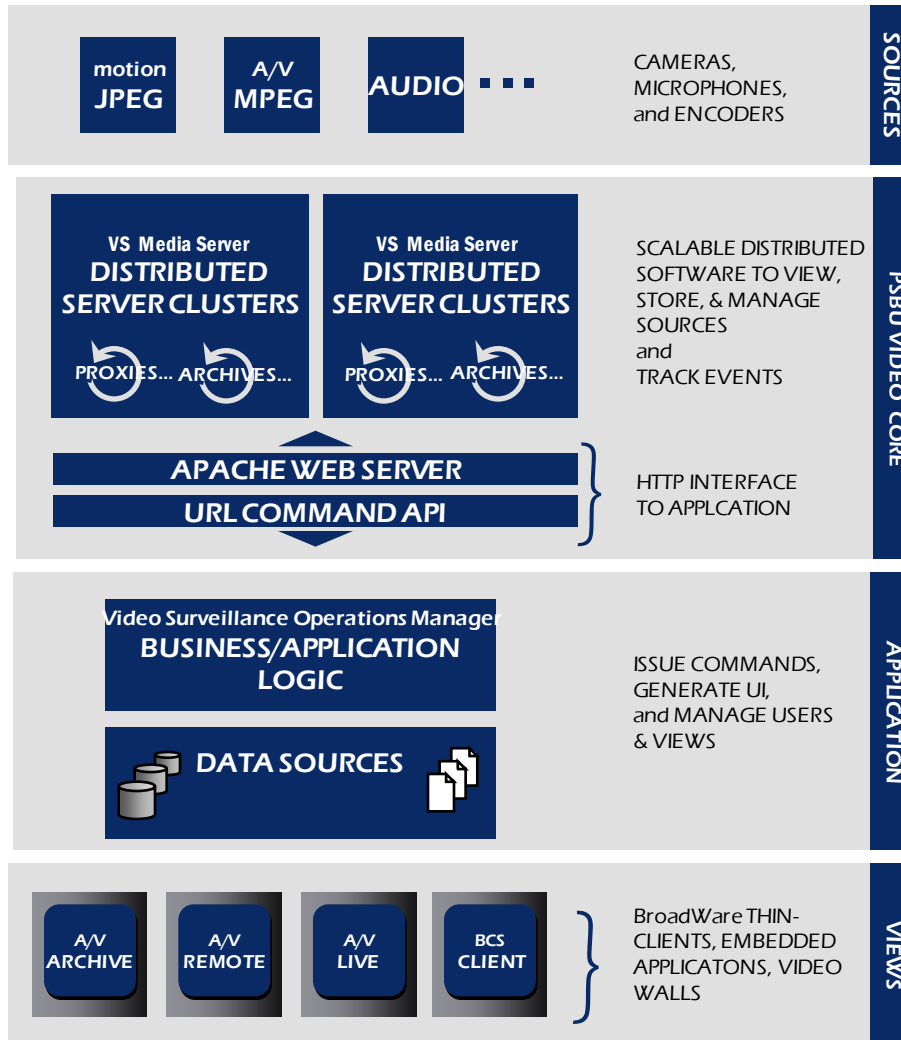 motion
JPEG
A/V
MPEG
AUDIO
CAMERAS,
MICROPHONES,
and ENCODERS
SOURCES
VS Media Server
DISTRIBUTED
SERVER CLUSTERS
PROXIES... ARCHIVES...
VS Media Server
DISTRIBUTED
SERVER CLUSTERS
PROXIES... ARCHIVES...
SCALABLE DISTRIBUTED
SOFTWARE TO VIEW,
STORE, & MANAGE
SOURCES
and
TRACK EVENTS
APACHE WEB SERVER
URL COMMAND API
HTTP INTERFACE
TO APPLCATION
PSBU VIDEO CORE
Video Surveillance Operations Manager
BUSINESS/APPLICATION
LOGIC
DATA SOURCES
ISSUE COMMANDS,
GENERATE UI,
and MANAGE USERS
& VIEWS
APPLICATION
A/V
ARCHIVE
A/V
REMOTE
A/V
LIVE
BCS
CLIENT
BroadWare THIN-
CLIENTS, EMBEDDED
APPLICATONS, VIDEO
WALLS
VIEWS